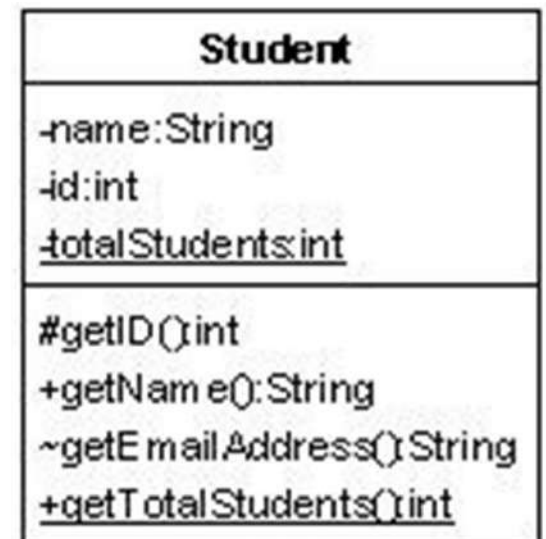 Student
-name:String
-id:int
-totalStudents:int
#getID():int
+getName():String
~getEmailAddress():String
+getTotalStudents():int